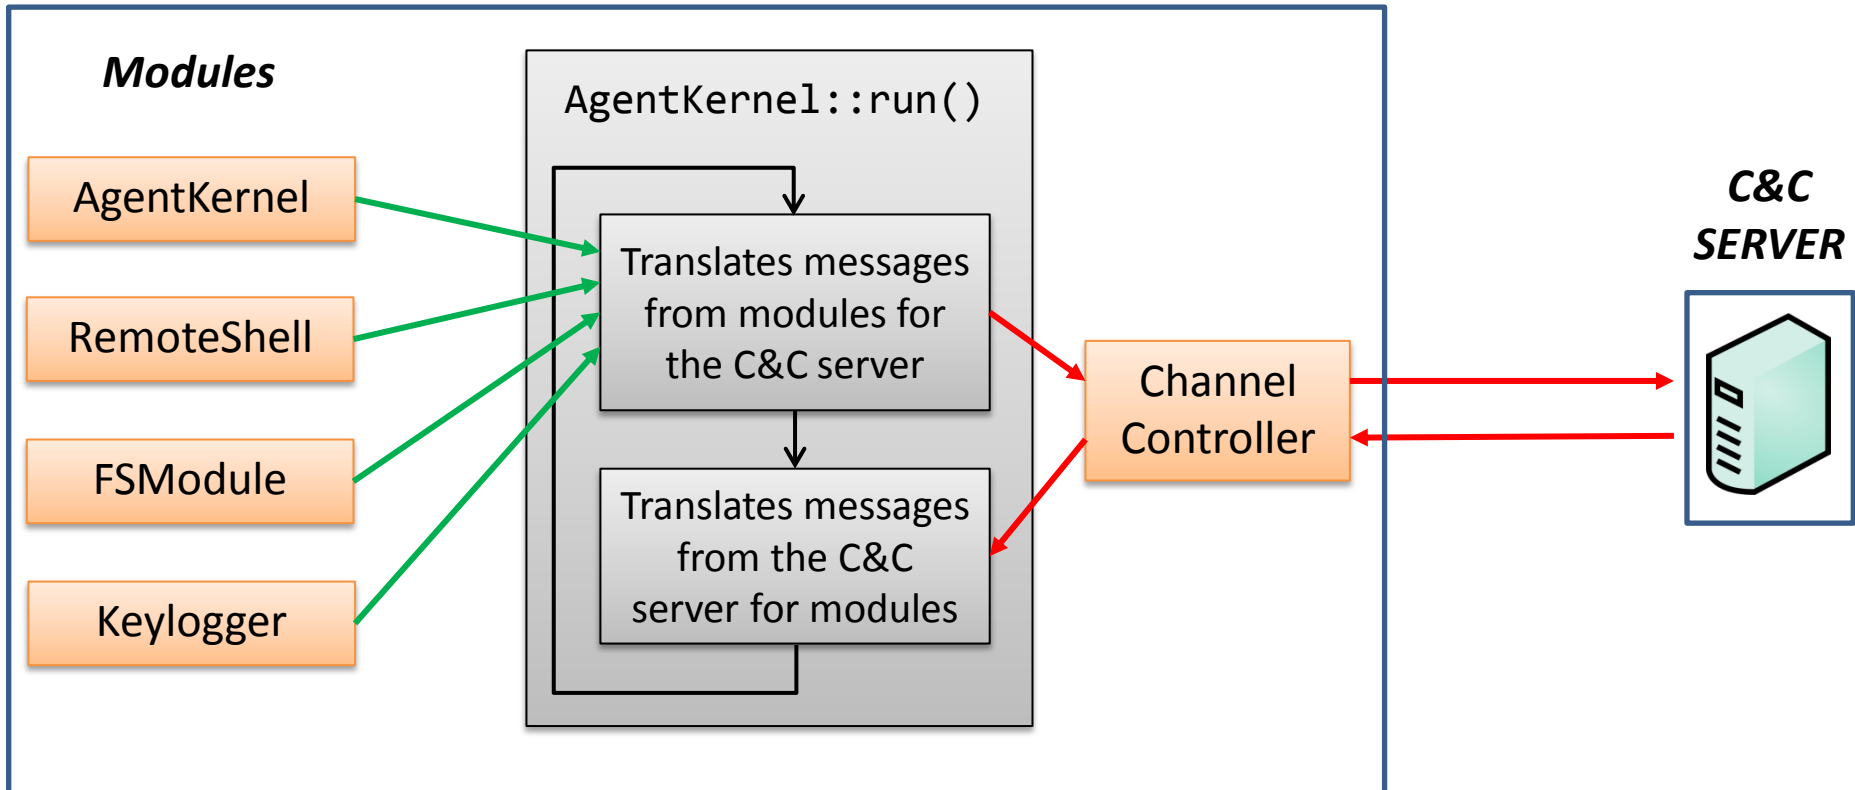 Modules
AgentKernel
RemoteShell
FSModule
Keylogger
AgentKernel::run()
Translates messages
from modules for
the C&C server
Translates messages
from the C&C
server for modules
Channel
Controller
C&C
SERVER